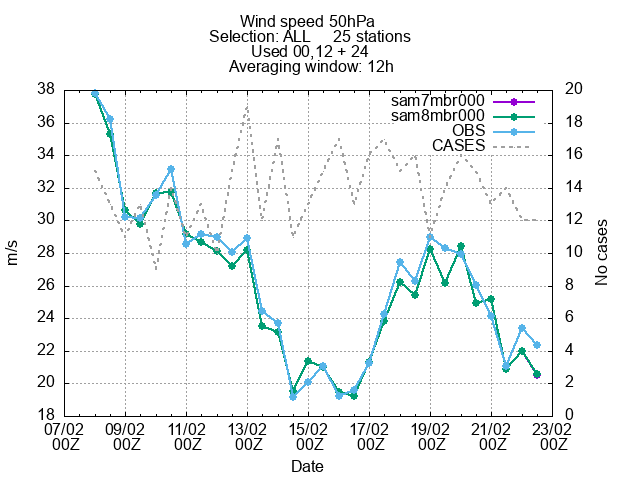 Wind speed 50hPa
Selection: ALL 25 stations
Used 00,12 + 24
Averaging window: 12h
m/s
38
36
34
32
30
28
26
24
22
20
18
sam7mbr000
sam8mbr000
OBS
CASES
20
18
16
14
12
10
8
6
4
2
0
No cases
07/02 09/02 11/02 13/02 15/02 17/02 19/02 21/02 23/02
00Z 00Z 00Z 00Z 00Z 00Z 00Z 00Z 00Z
Date